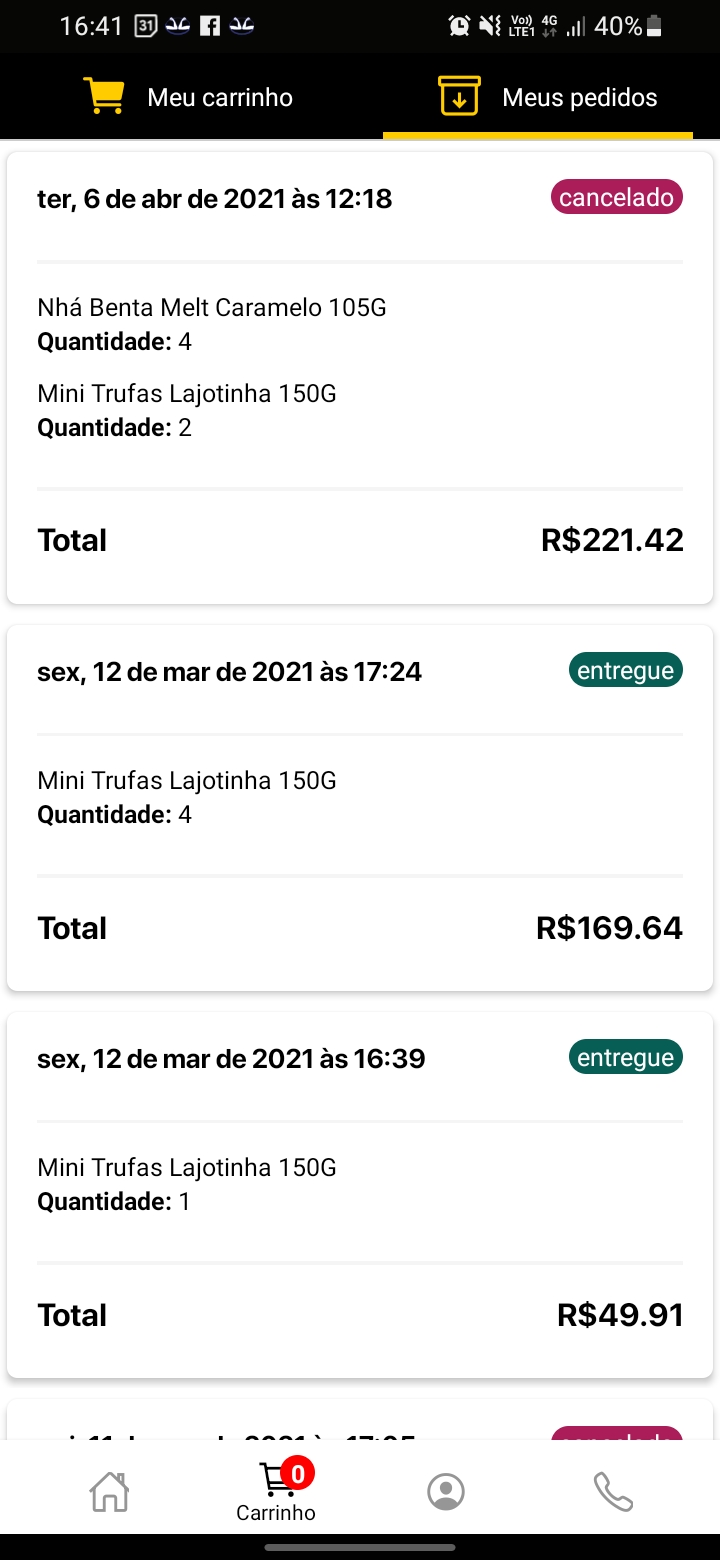 16:41 31 Vo)) LTE1 4G 40%
Meu carrinho Meus pedidos
ter, 6 de abr de 2021 às 12:18 cancelado
Nhá Benta Melt Caramelo 105G
Quantidade: 4
Mini Trufas Lajotinha 150G
Quantidade: 2
Total R$221.42
sex, 12 de mar de 2021 às 17:24 entregue
Mini Trufas Lajotinha 150G
Quantidade: 4
Total R$169.64
sex, 12 de mar de 2021 às 16:39 entregue
Mini Trufas Lajotinha 150G
Quantidade: 1
Total R$49.91
0
Carrinho